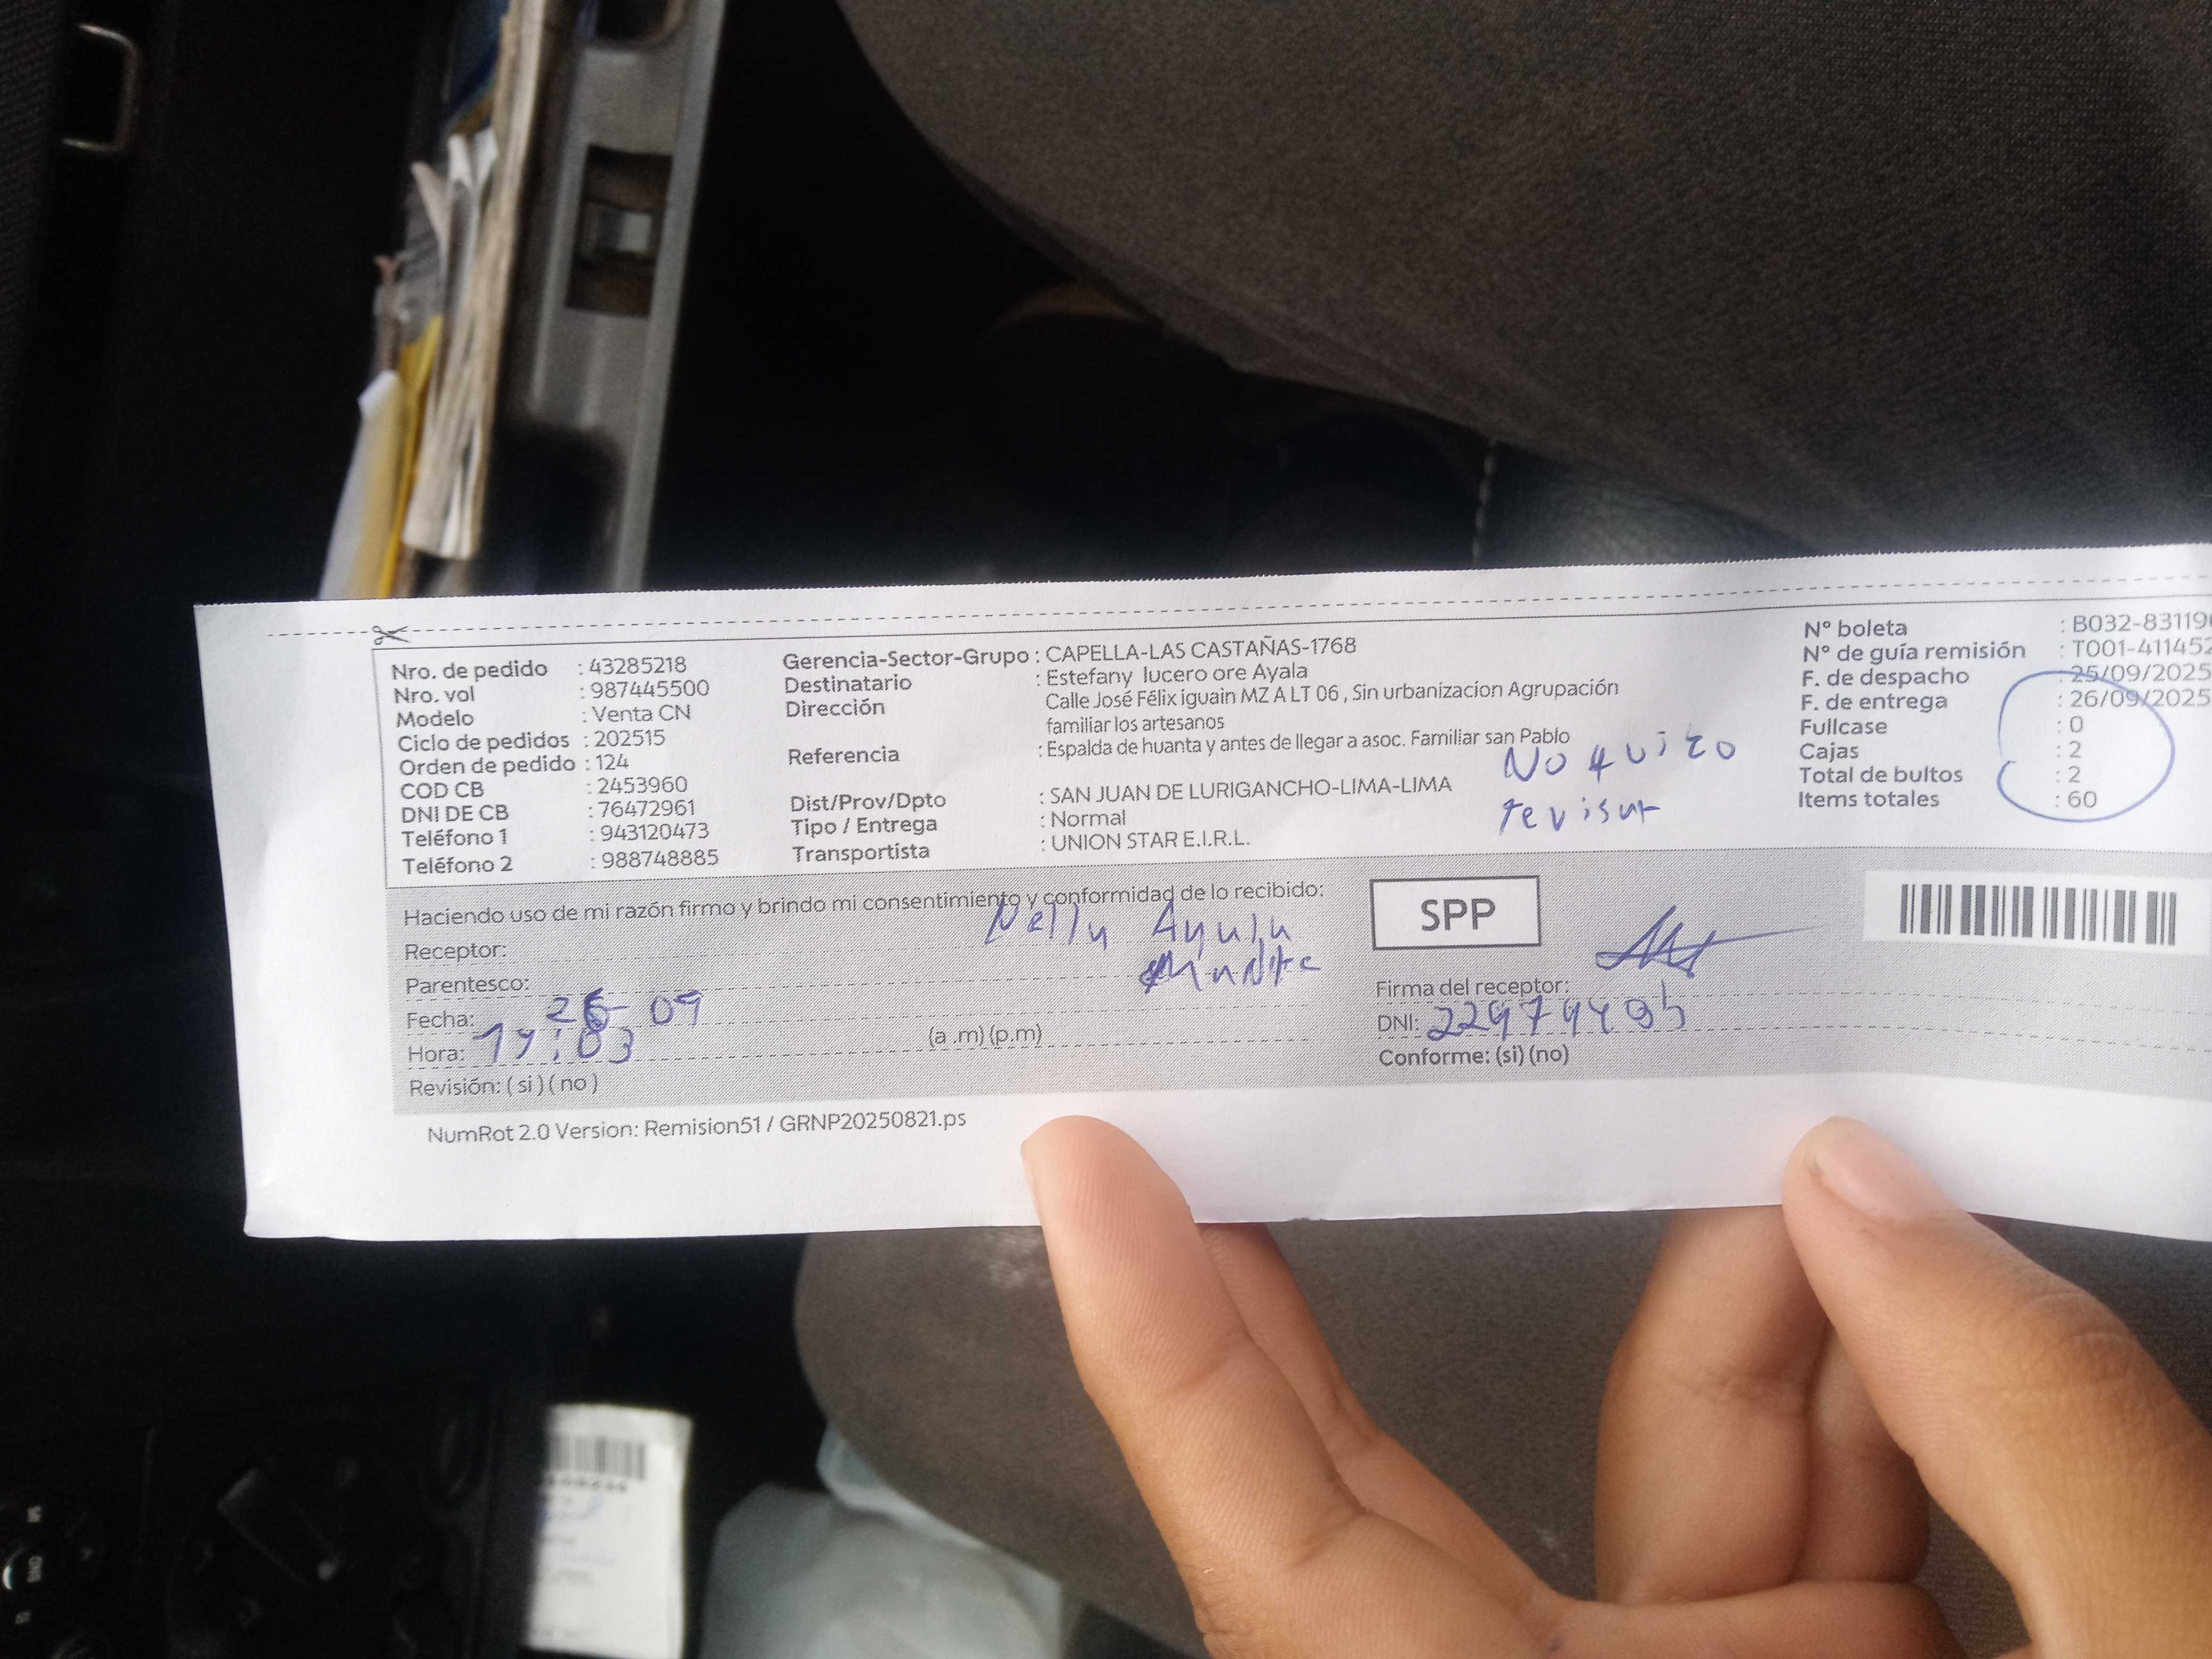 Nro. de pedido : 43285218
Nro. vol : 987445500
Modelo : Venta CN
Ciclo de pedidos : 202515
Orden de pedido : 124
COD CB : 2453960
DNI DE CB : 76472961
Teléfono 1 : 943120473
Teléfono 2 : 988748885
Gerencia-Sector-Grupo : CAPELLA-LAS CASTAÑAS-1768
Destinatario : Estefany lucero ore Ayala
Dirección Calle José Félix iguain MZ A LT 06 , Sin urbanizacion Agrupación
familiar los artesanos
Referencia : Espalda de huanta y antes de llegar a asoc. Familiar san Pablo
Dist/Prov/Dpto : SAN JUAN DE LURIGANCHO-LIMA-LIMA
Tipo / Entrega : Normal
Transportista : UNION STAR E.I.R.L.
No quizo
revisar
N° boleta : B032-83119
N° de guía remisión : T001-411452
F. de despacho : 25/09/2025
F. de entrega : 26/09/2025
Fullcase : 0
Cajas : 2
Total de bultos : 2
Items totales : 60
Haciendo uso de mi razón firmo y brindo mi consentimiento y conformidad de lo recibido:
Receptor: Nelly Ayala
Parentesco:
Fecha: 26-09
Hora: (a .m) (p.m)
Revisión: ( si ) ( no )
SPP
Firma del receptor:
DNI:
Conforme: (si) (no)
NumRot 2.0 Version: Remision51 / GRNP20250821.ps